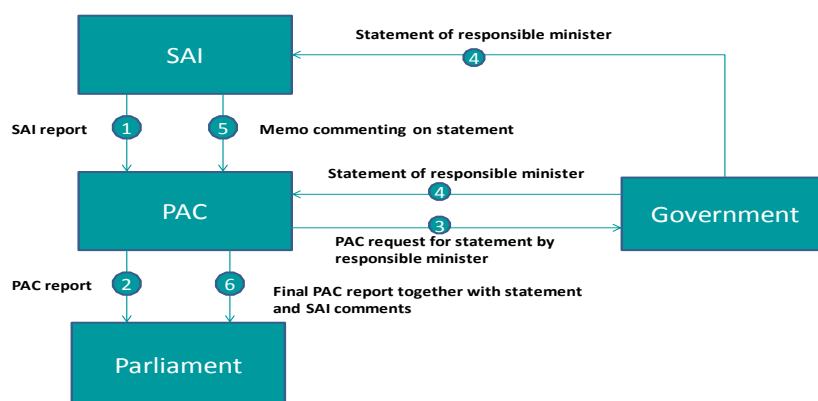 Statement of responsible minister
4
SAI
SAI report
1
5
Memo commenting on statement
Statement of responsible minister
4
PAC
Government
3
PAC request for statement by
responsible minister
PAC report
2
6
Final PAC report together with statement
and SAI comments
Parliament